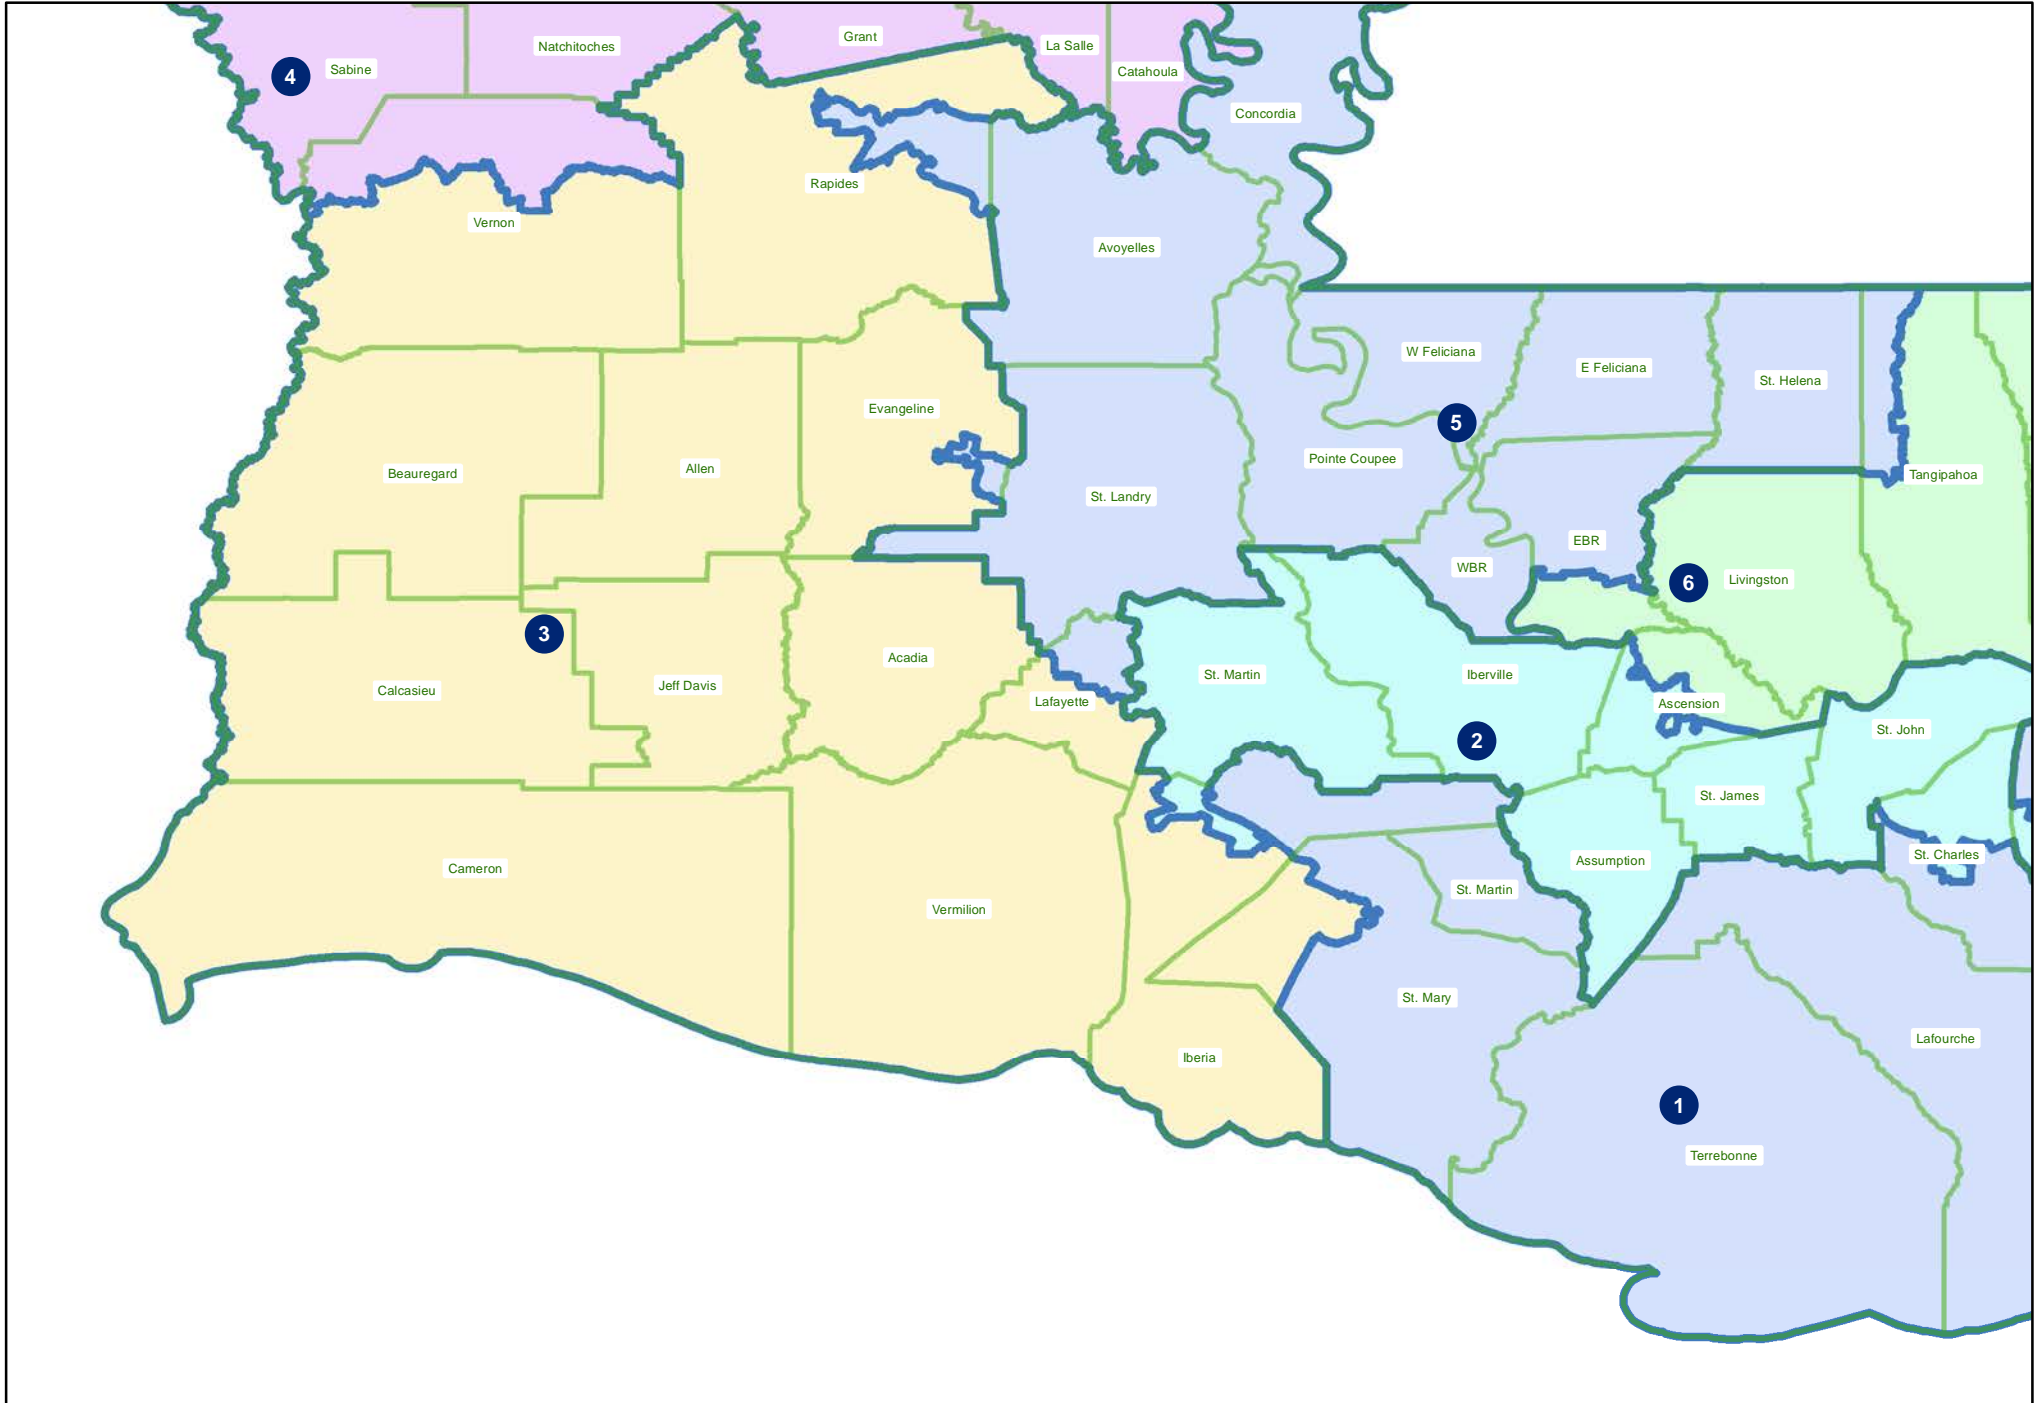 Grant
La Salle
Natchitoches
Sabine
4
Catahoula
Concordia
Rapides
Vernon
Avoyelles
W Feliciana
E Feliciana
St. Helena
Evangeline
5
Pointe Coupee
Beauregard
Allen
Tangipahoa
St. Landry
EBR
WBR
6
Livingston
3
Acadia
St. Martin
Iberville
Jeff Davis
Calcasieu
Lafayette
Ascension
St. John
2
St. James
St. Charles
Assumption
Cameron
St. Martin
Vermilion
St. Mary
Lafourche
Iberia
1
Terrebonne